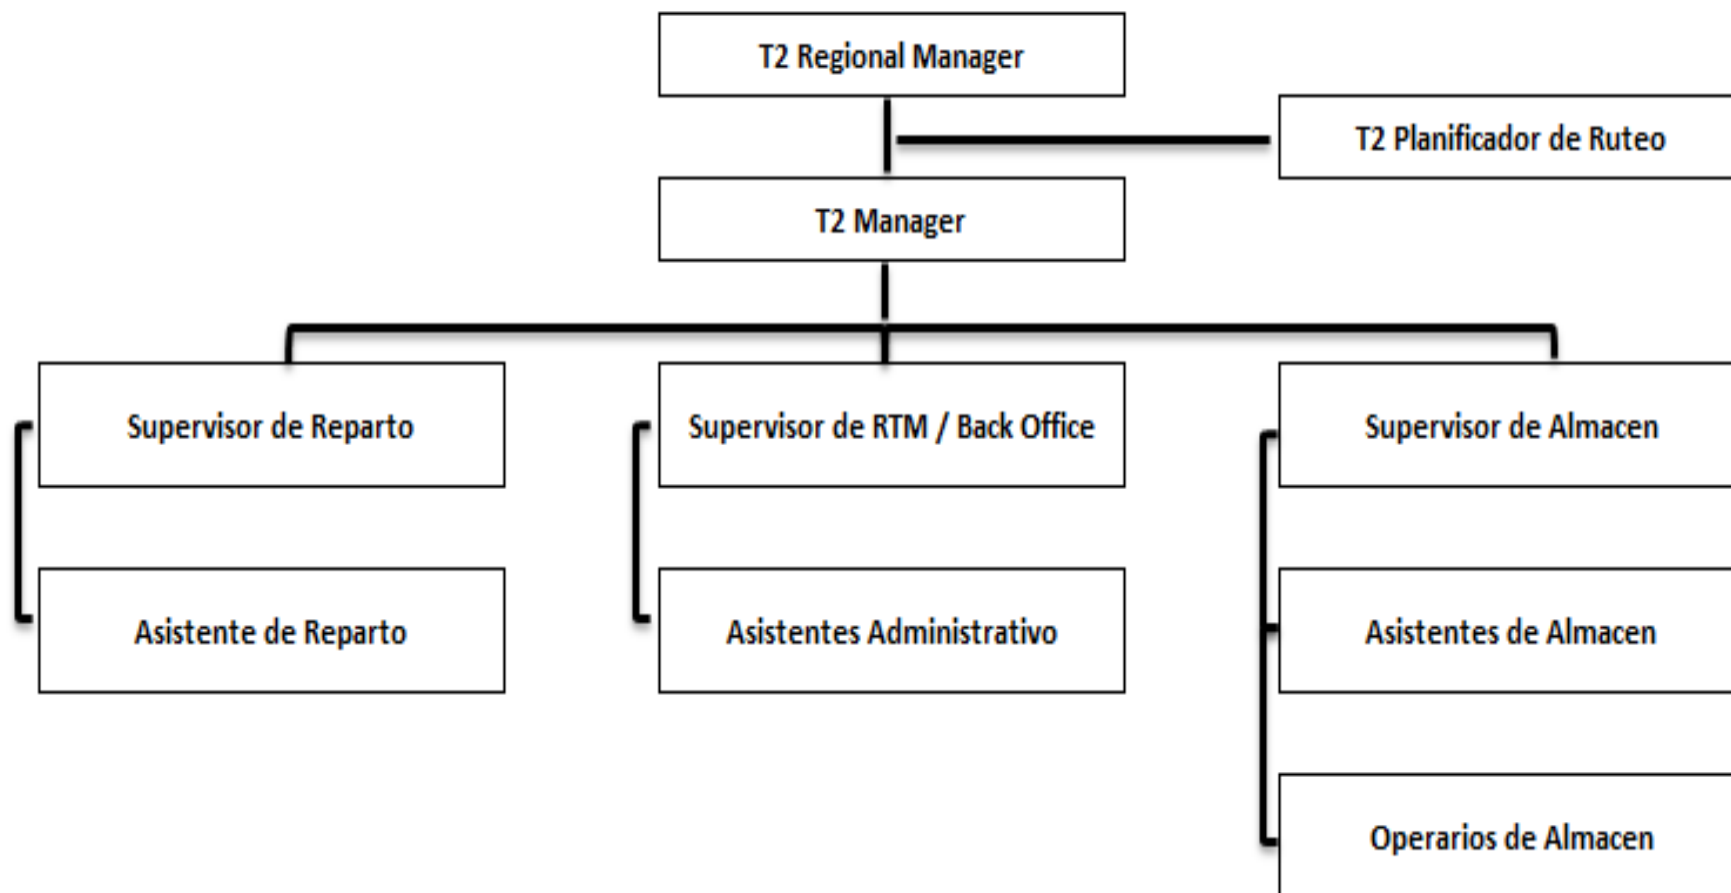 T2 Regional Manager
T2 Planificador de Ruteo
T2 Manager
Supervisor de Reparto
Supervisor de RTM / Back Office
Supervisor de Almacen
Asistente de Reparto
Asistentes Administrativo
Asistentes de Almacen
Operarios de Almacen